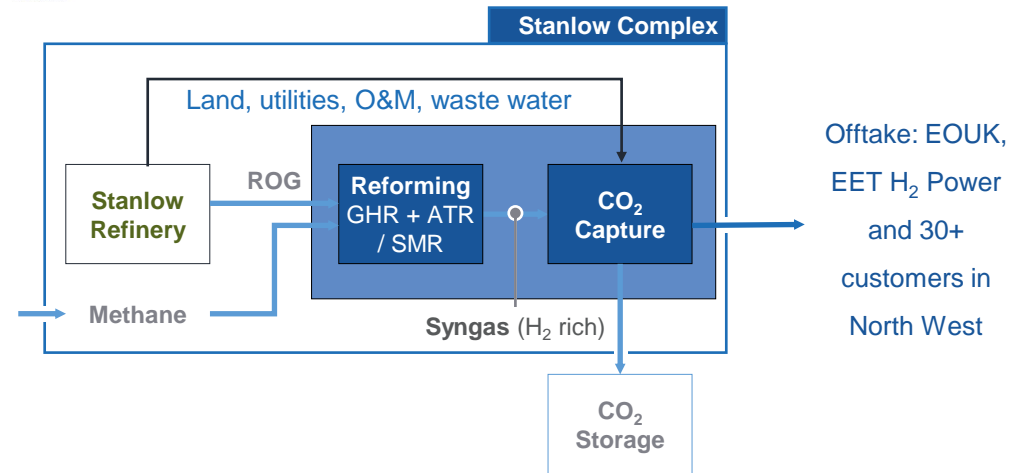 Stanlow Complex
Land, utilities, O&M, waste water
Stanlow
Refinery
ROG
Methane
Reforming
GHR + ATR
/ SMR
Syngas (H₂ rich)
CO₂
Capture
CO₂
Storage
Offtake: EOUK,
EET H₂ Power
and 30+
customers in
North West